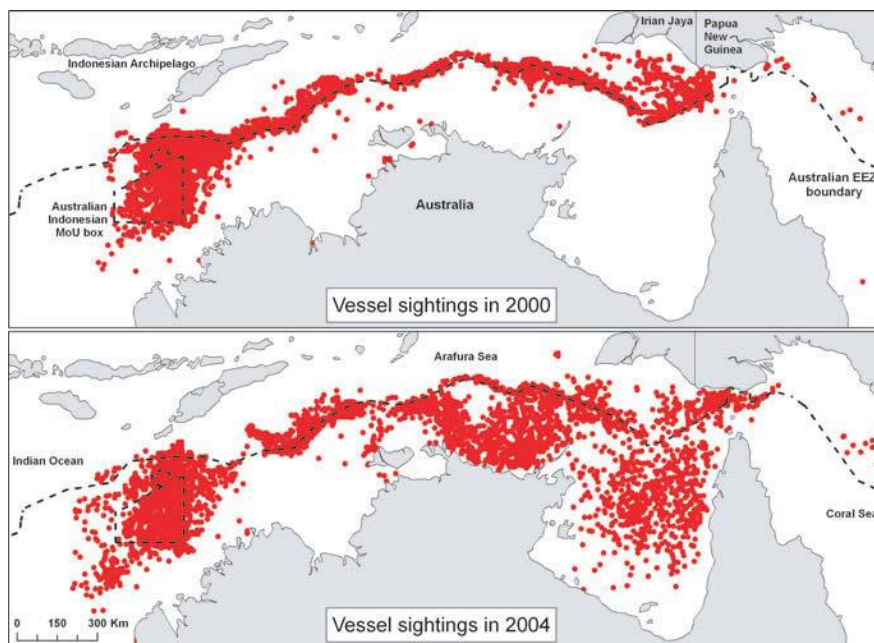 Irian Jaya
Papua
New
Guinea
Indonesian Archipelago
Australian
Indonesian
MoU box
Australia
Australian EEZ
boundary
Vessel sightings in 2000
Arafura Sea
Indian Ocean
Coral Sea
0 150 300 Km
Vessel sightings in 2004